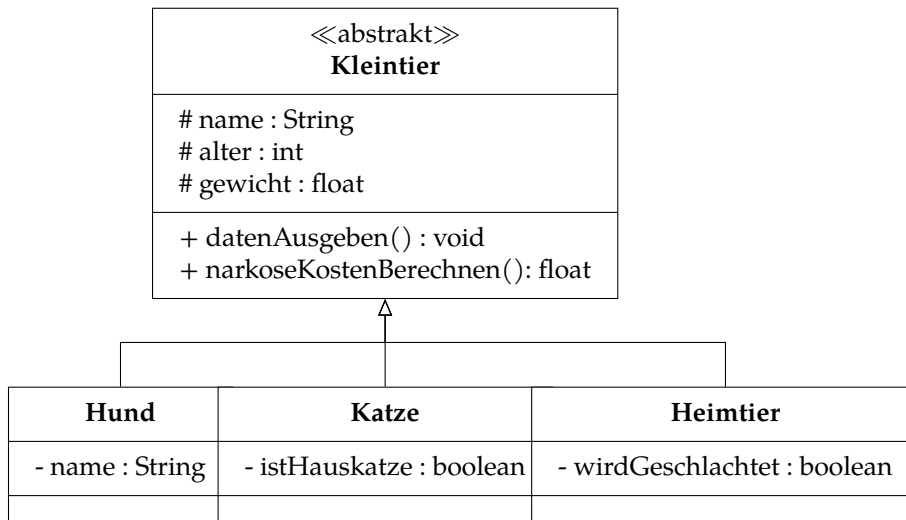 ≪abstrakt≫
Kleintier
# name : String
# alter : int
# gewicht : float
+ datenAusgeben() : void
+ narkoseKostenBerechnen(): float
Hund
- name : String
Katze
- istHauskatze : boolean
Heimtier
- wirdGeschlachtet : boolean